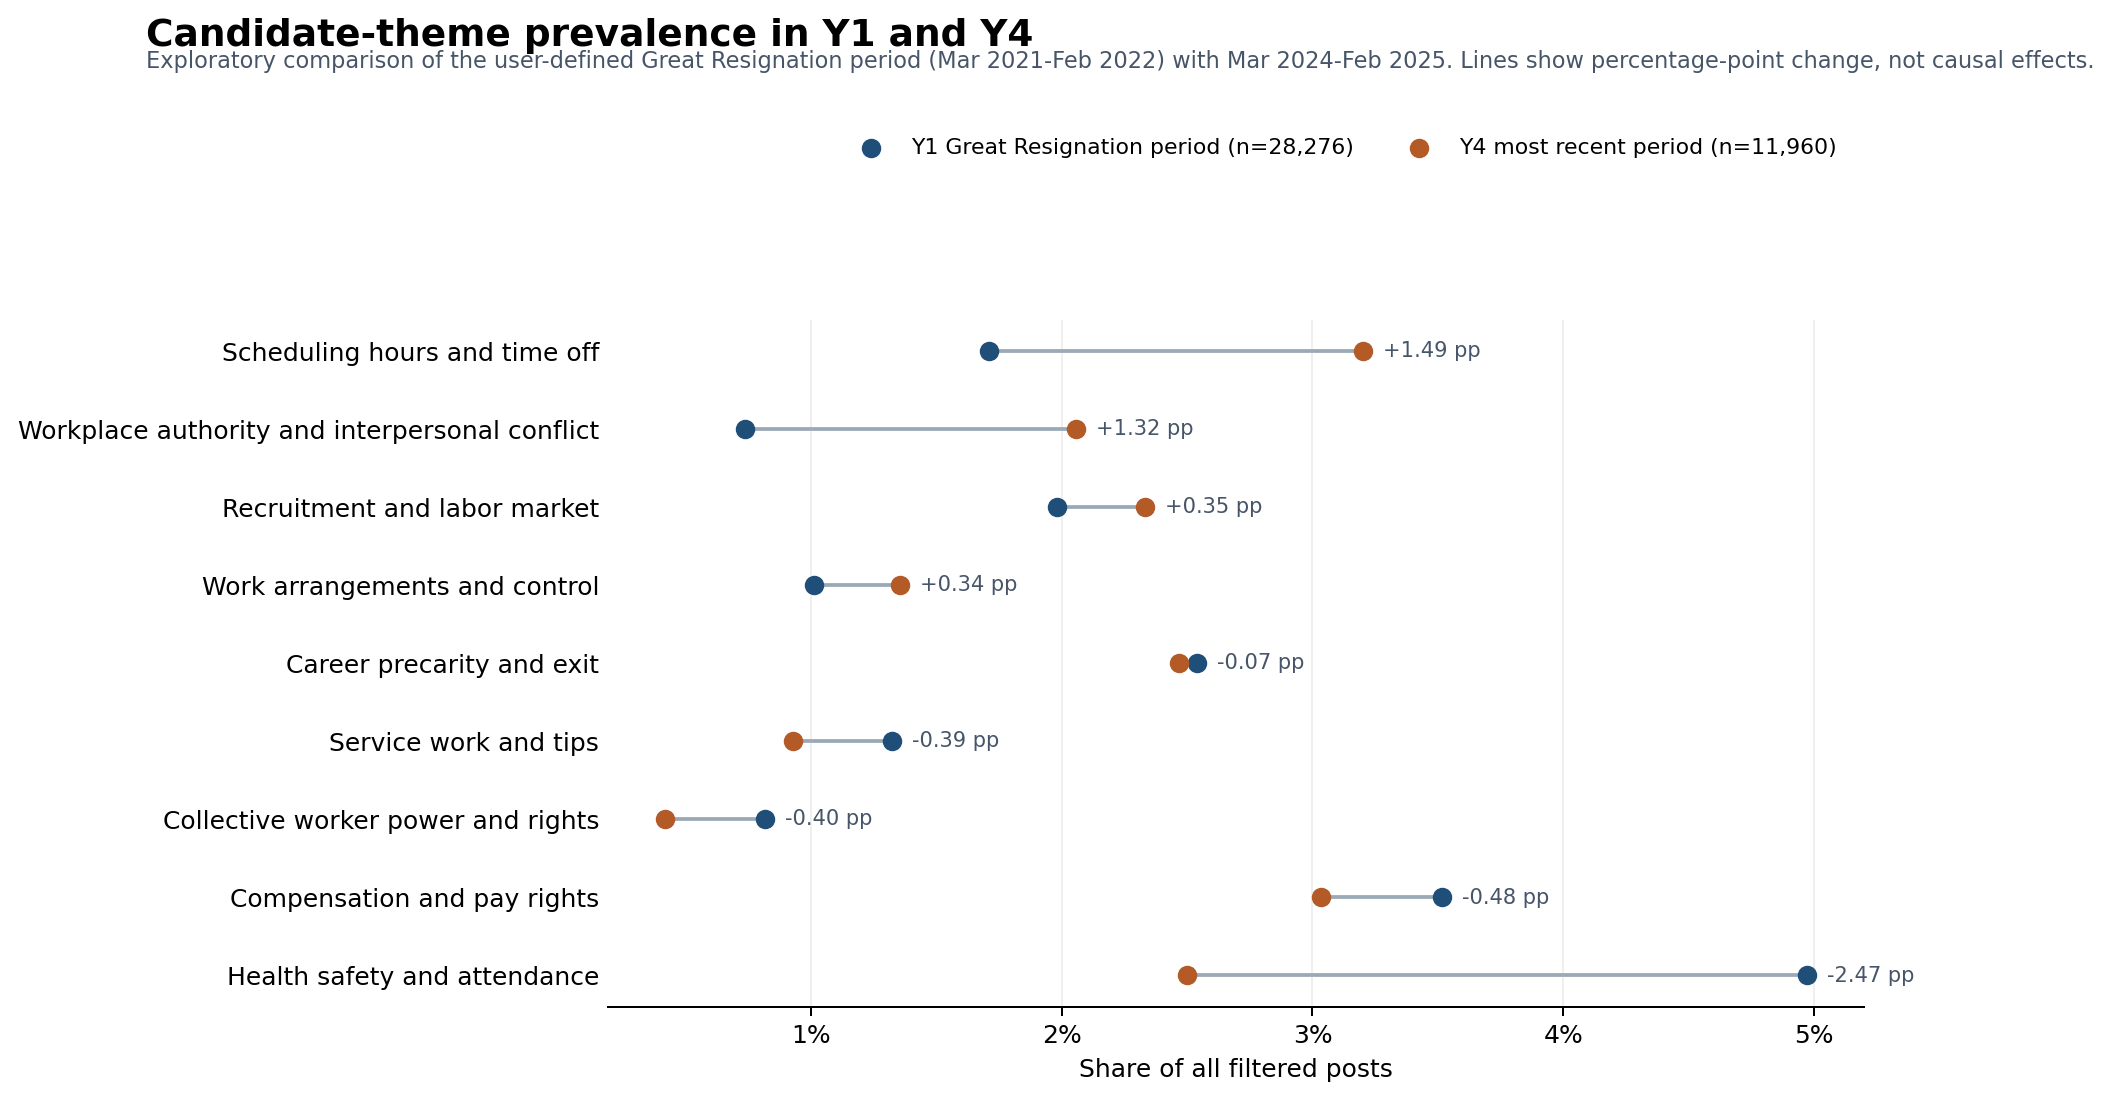 Candidate-theme prevalence in Y1 and Y4
Exploratory comparison of the user-defined Great Resignation period (Mar 2021-Feb 2022) with Mar 2024-Feb 2025. Lines show percentage-point change, not causal effects.
Y1 Great Resignation period (n=28,276) Y4 most recent period (n=11,960)
Scheduling hours and time off +1.49 pp
Workplace authority and interpersonal conflict +1.32 pp
Recruitment and labor market +0.35 pp
Work arrangements and control +0.34 pp
Career precarity and exit -0.07 pp
Service work and tips -0.39 pp
Collective worker power and rights -0.40 pp
Compensation and pay rights -0.48 pp
Health safety and attendance -2.47 pp
1% 2% 3% 4% 5%
Share of all filtered posts